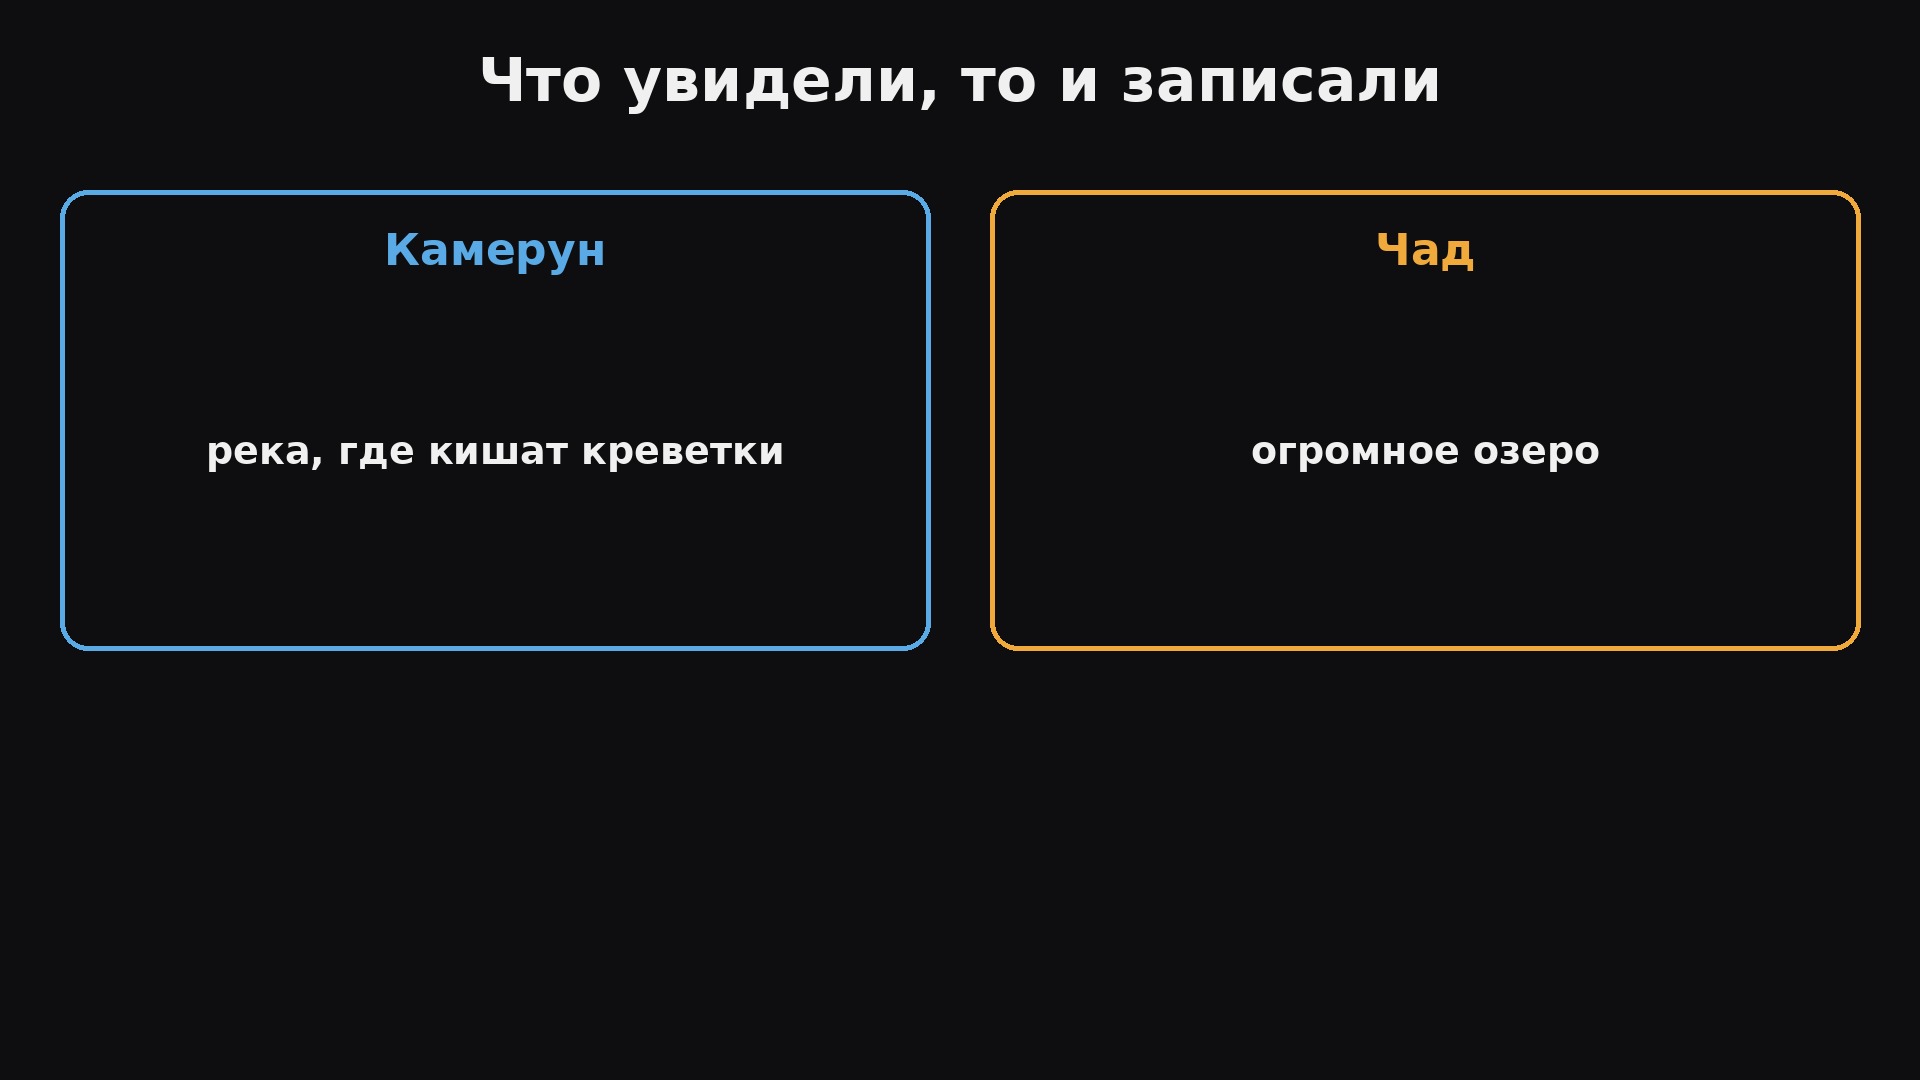 Что увидели, то и записали
Камерун
река, где кишат креветки
Чад
огромное озеро